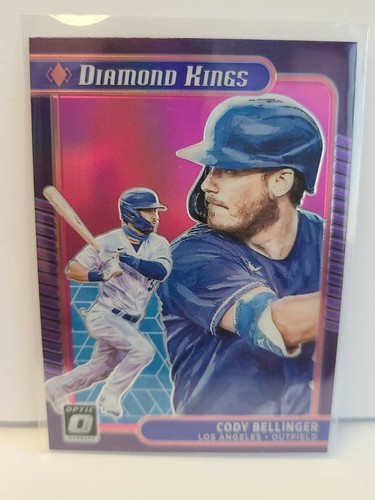 DIAMOND KINGS
OPTIC
CODY BELLINGER
LOS ANGELES • OUTFIELD